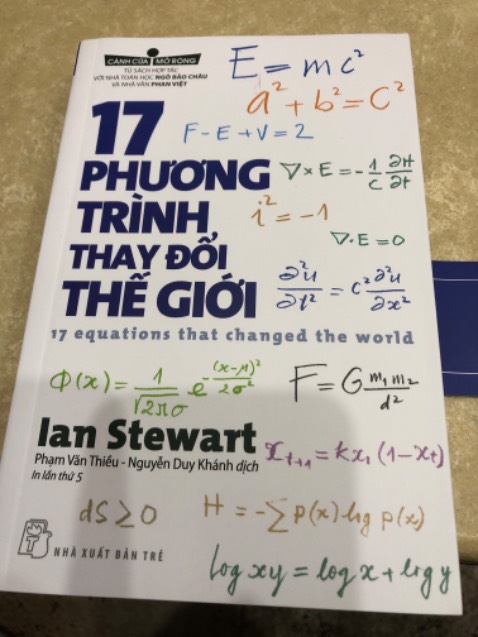 CÁNH CỬA MỞ RỘNG
TỦ SÁCH HỢP TÁC
VỚI NHÀ TOÁN HỌC NGÔ BẢO CHÂU
VÀ NHÀ VĂN PHAN VIỆT
E = mc²
a² + b² = C²
17
F - E + V = 2
PHƯƠNG
∇ × E = -1/c ∂H/∂t
TRÌNH
i² = -1
THAY ĐỔI
∇·E = 0
THẾ GIỚI
∂²u/∂t² = c² ∂²u/∂x²
17 equations that changed the world
Φ(x) = 1/√2πσ e^-(x-μ)²/2σ²
F = G m₁ m₂/d²
Ian Stewart
Phạm Văn Thiều - Nguyễn Duy Khánh dịch
In lần thứ 5
x_t+1 = kx_t (1-x_t)
dS ≥ 0
H = -∑ p(x) log p(x)
NHÀ XUẤT BẢN TRẺ
log xy = log x + log y